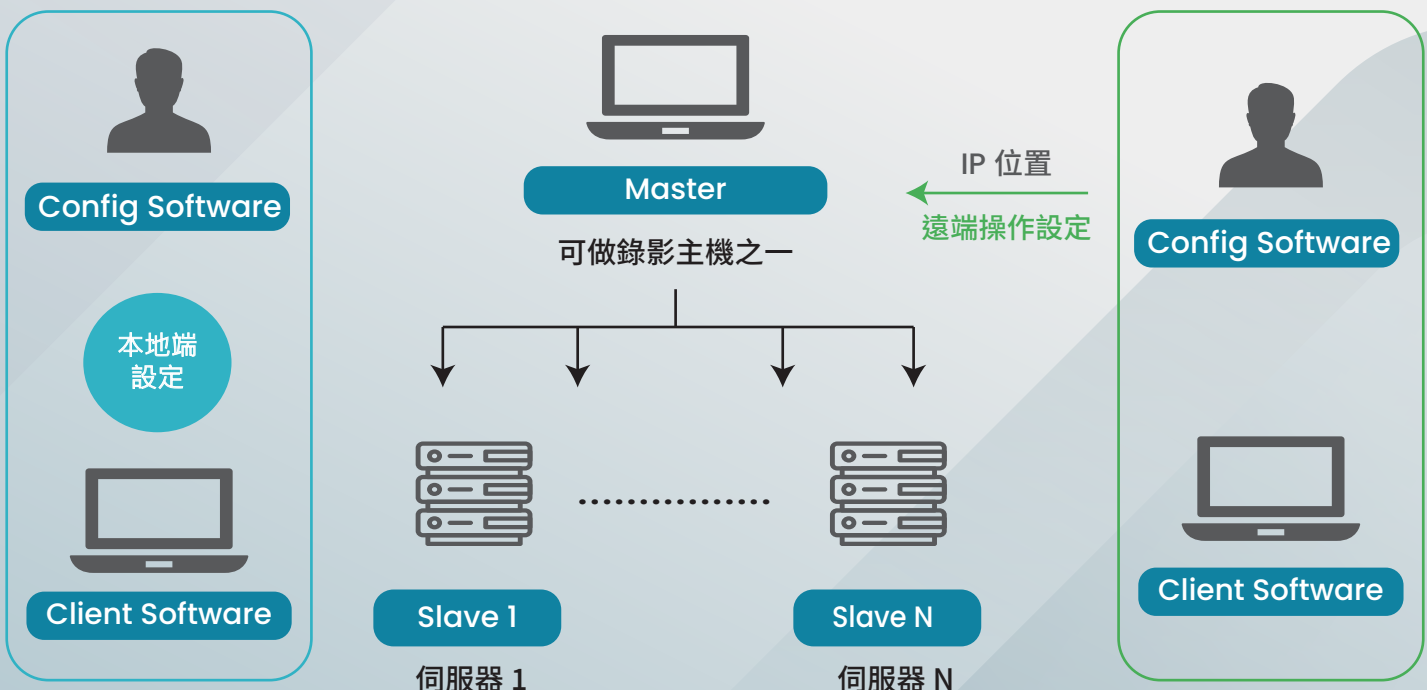 Config Software
本地端
設定
Client Software
Master
可做錄影主機之一
Slave 1
伺服器 1
Slave N
伺服器 N
IP 位置
遠端操作設定
Config Software
Client Software